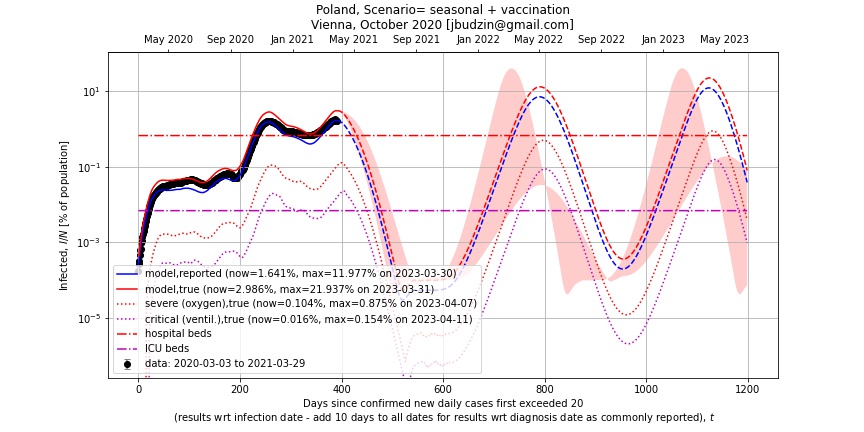 Poland, Scenario= seasonal + vaccination
Vienna, October 2020 [jbudzin@gmail.com]
May 2020 Sep 2020 Jan 2021 May 2021 Sep 2021 Jan 2022 May 2022 Sep 2022 Jan 2023 May 2023
Infected, I/N [% of population]
10¹
10⁻¹
10⁻³
10⁻⁵
model,reported (now=1.641%, max=11.977% on 2023-03-30)
model,true (now=2.986%, max=21.937% on 2023-03-31)
severe (oxygen),true (now=0.104%, max=0.875% on 2023-04-07)
critical (ventil.),true (now=0.016%, max=0.154% on 2023-04-11)
hospital beds
ICU beds
data: 2020-03-03 to 2021-03-29
0 200 400 600 800 1000 1200
Days since confirmed new daily cases first exceeded 20
(results wrt infection date - add 10 days to all dates for results wrt diagnosis date as commonly reported), t